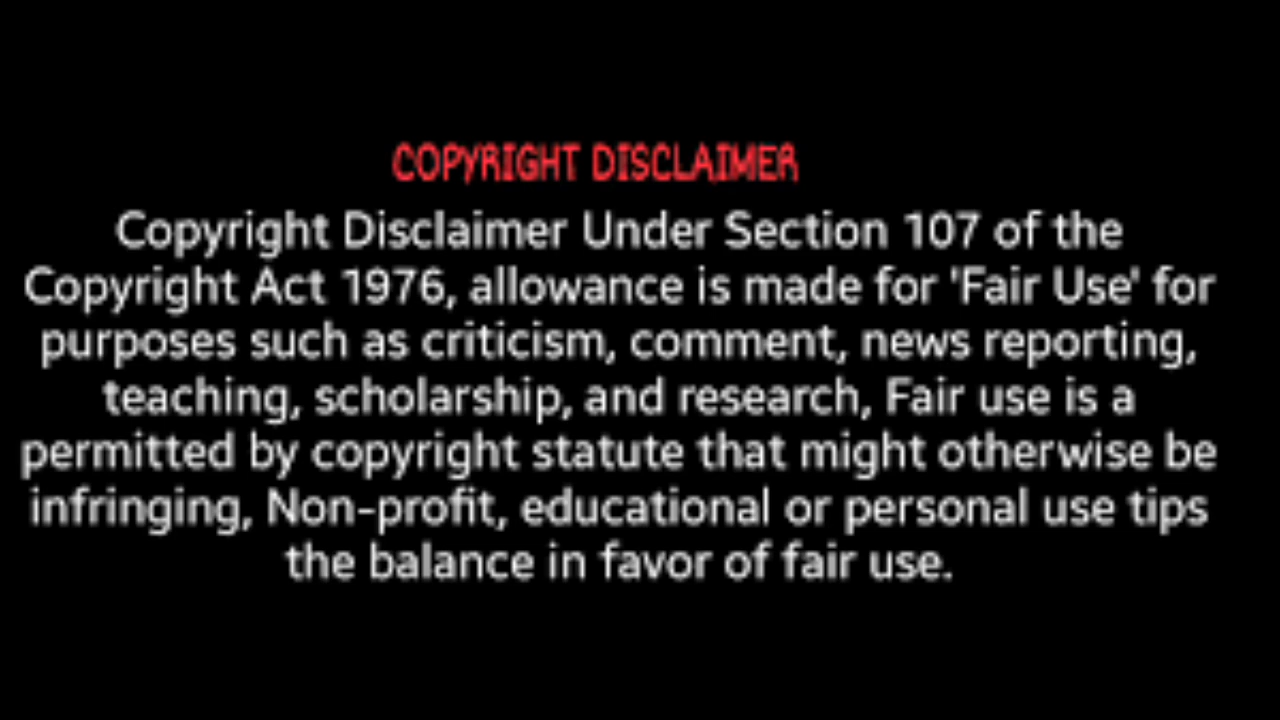 COPYRIGHT DISCLAIMER
Copyright Disclaimer Under Section 107 of the
Copyright Act 1976, allowance is made for 'Fair Use' for
purposes such as criticism, comment, news reporting,
teaching, scholarship, and research, Fair use is a
permitted by copyright statute that might otherwise be
infringing, Non-profit, educational or personal use tips
the balance in favor of fair use.